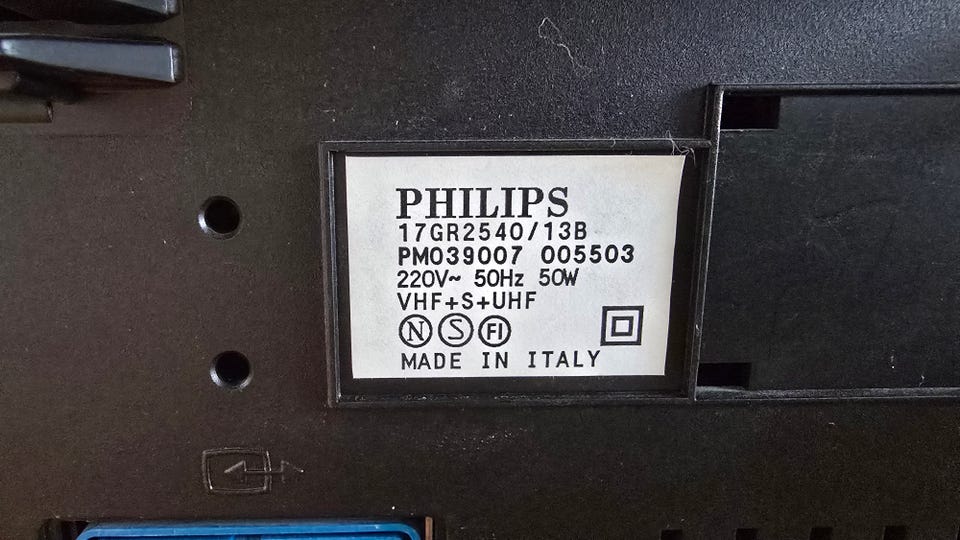 PHILIPS
17GR2540/13B
PM039007 005503
220V~ 50Hz 50W
VHF+S+UHF
N S FI
MADE IN ITALY